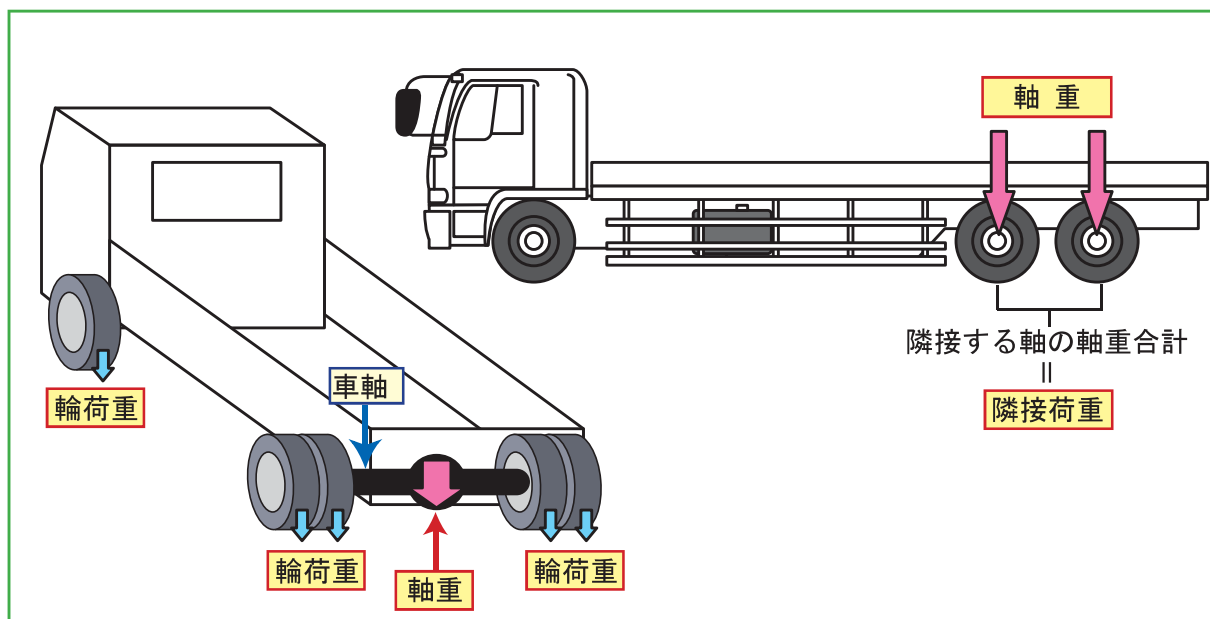 軸重
隣接する軸の軸重合計
=
隣接荷重
車軸
輪荷重
輪荷重
軸重
輪荷重